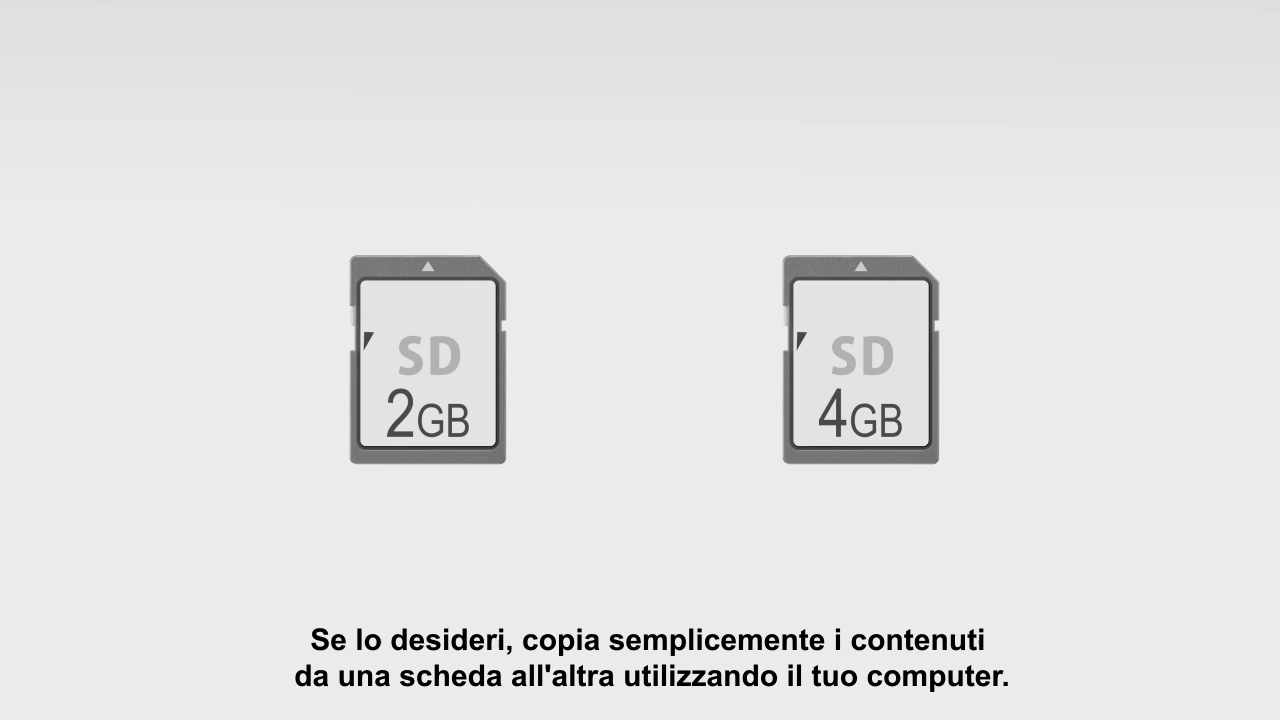 SD
2GB
SD
4GB
Se lo desideri, copia semplicemente i contenuti
da una scheda all'altra utilizzando il tuo computer.